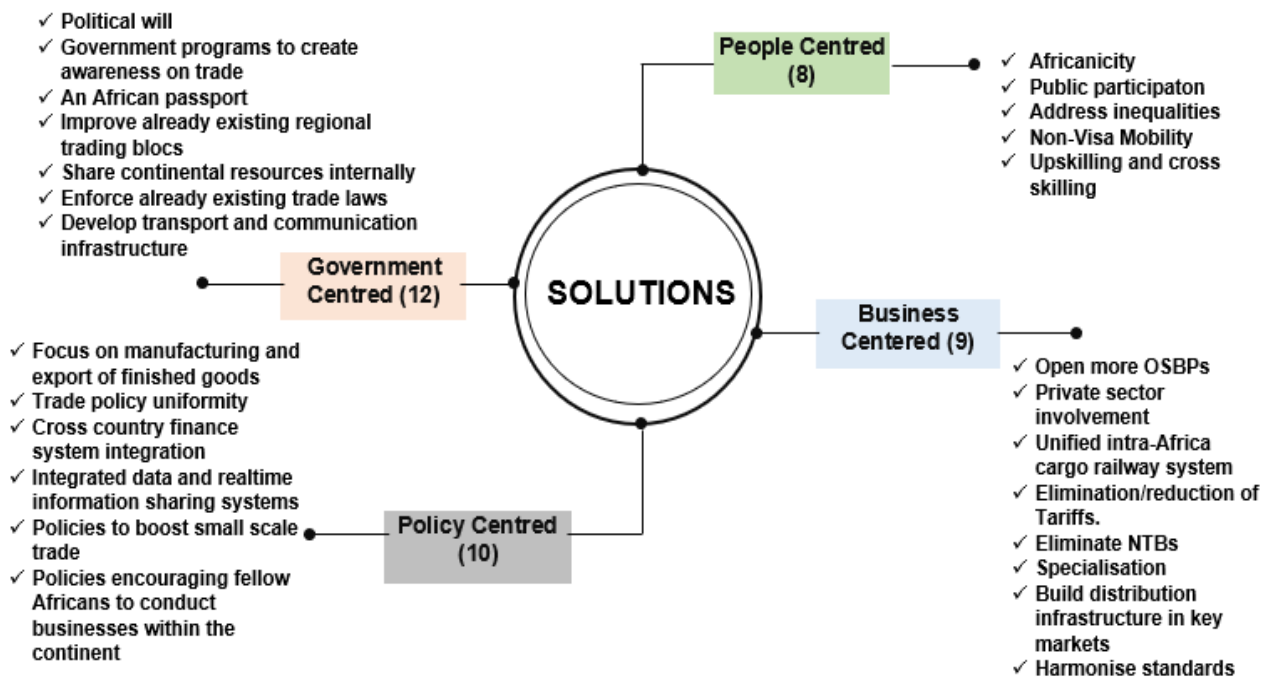 ✓ Political will
✓ Government programs to create
awareness on trade
✓ An African passport
✓ Improve already existing regional
trading blocs
✓ Share continental resources internally
✓ Enforce already existing trade laws
✓ Develop transport and communication
infrastructure
Government
Centred (12)
People Centred
(8)
✓ Africanicity
✓ Public participaton
✓ Address inequalities
✓ Non-Visa Mobility
✓ Upskilling and cross
skilling
SOLUTIONS
Business
Centered (9)
✓ Open more OSBPs
✓ Private sector
involvement
✓ Unified intra-Africa
cargo railway system
✓ Elimination/reduction of
Tariffs.
✓ Eliminate NTBs
✓ Specialisation
✓ Build distribution
infrastructure in key
markets
✓ Harmonise standards
✓ Focus on manufacturing and
export of finished goods
✓ Trade policy uniformity
✓ Cross country finance
system integration
✓ Integrated data and realtime
information sharing systems
✓ Policies to boost small scale
trade
✓ Policies encouraging fellow
Africans to conduct
businesses within the
continent
Policy Centred
(10)